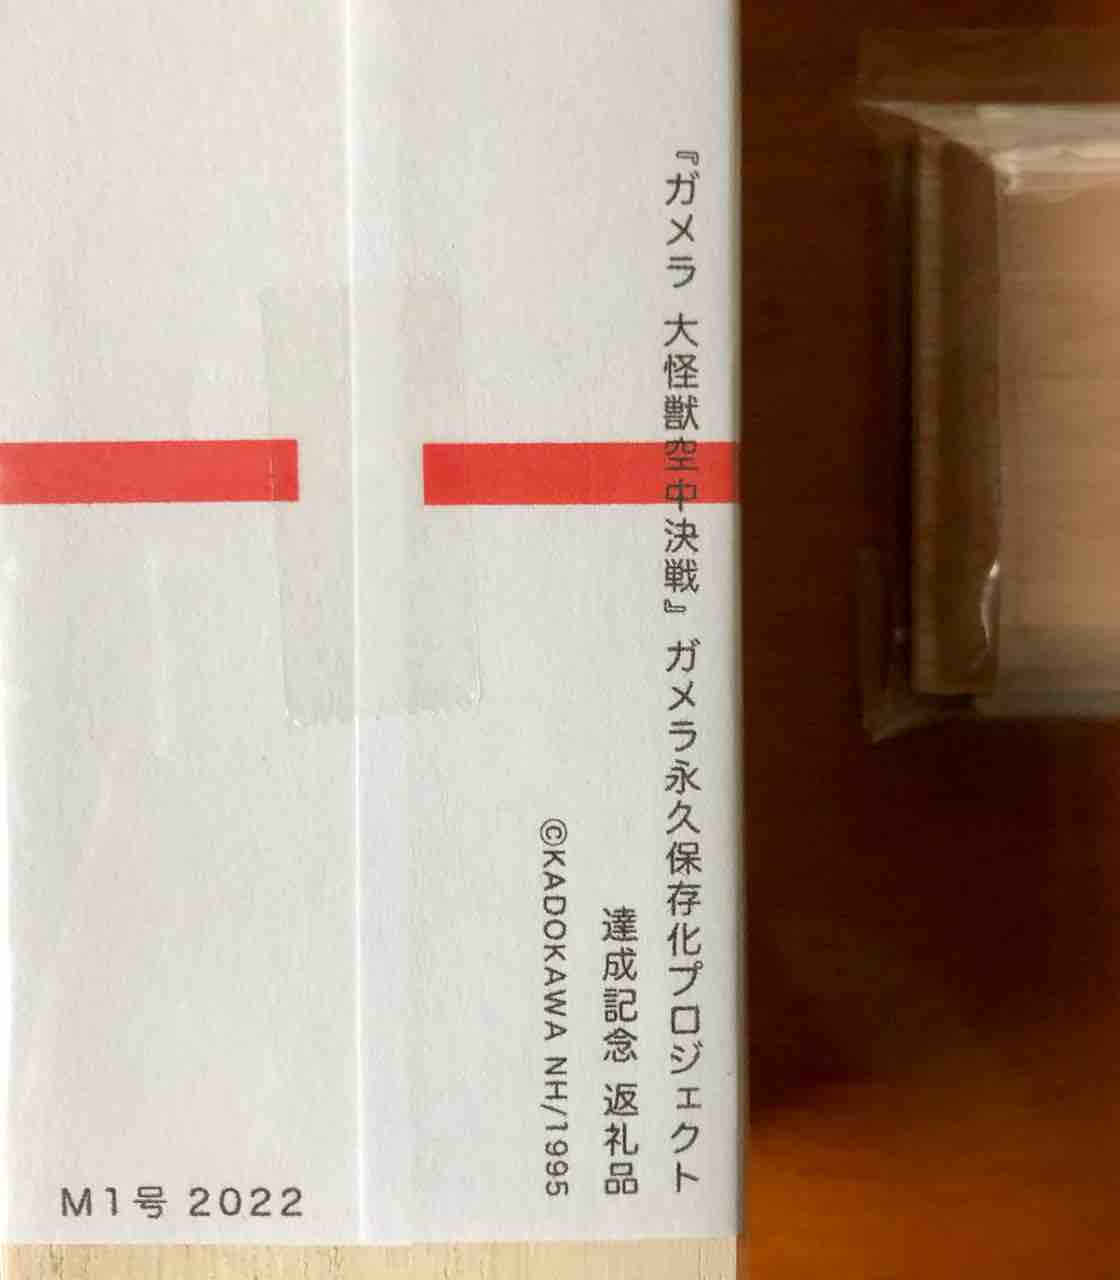 『ガメラ 大怪獣空中決戦』ガメラ永久保存化プロジェクト
達成記念 返礼品
©KADOKAWA NH/1995
M1号 2022